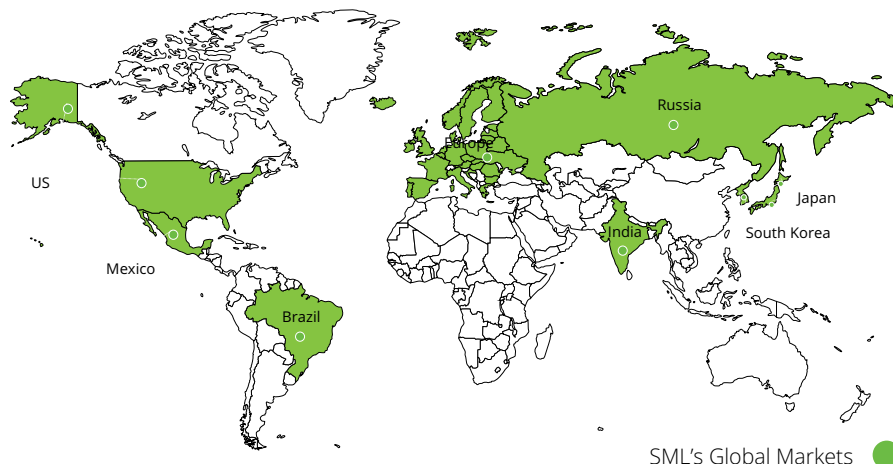 Russia
Europe
US
Japan
India
South Korea
Mexico
Brazil
SML's Global Markets